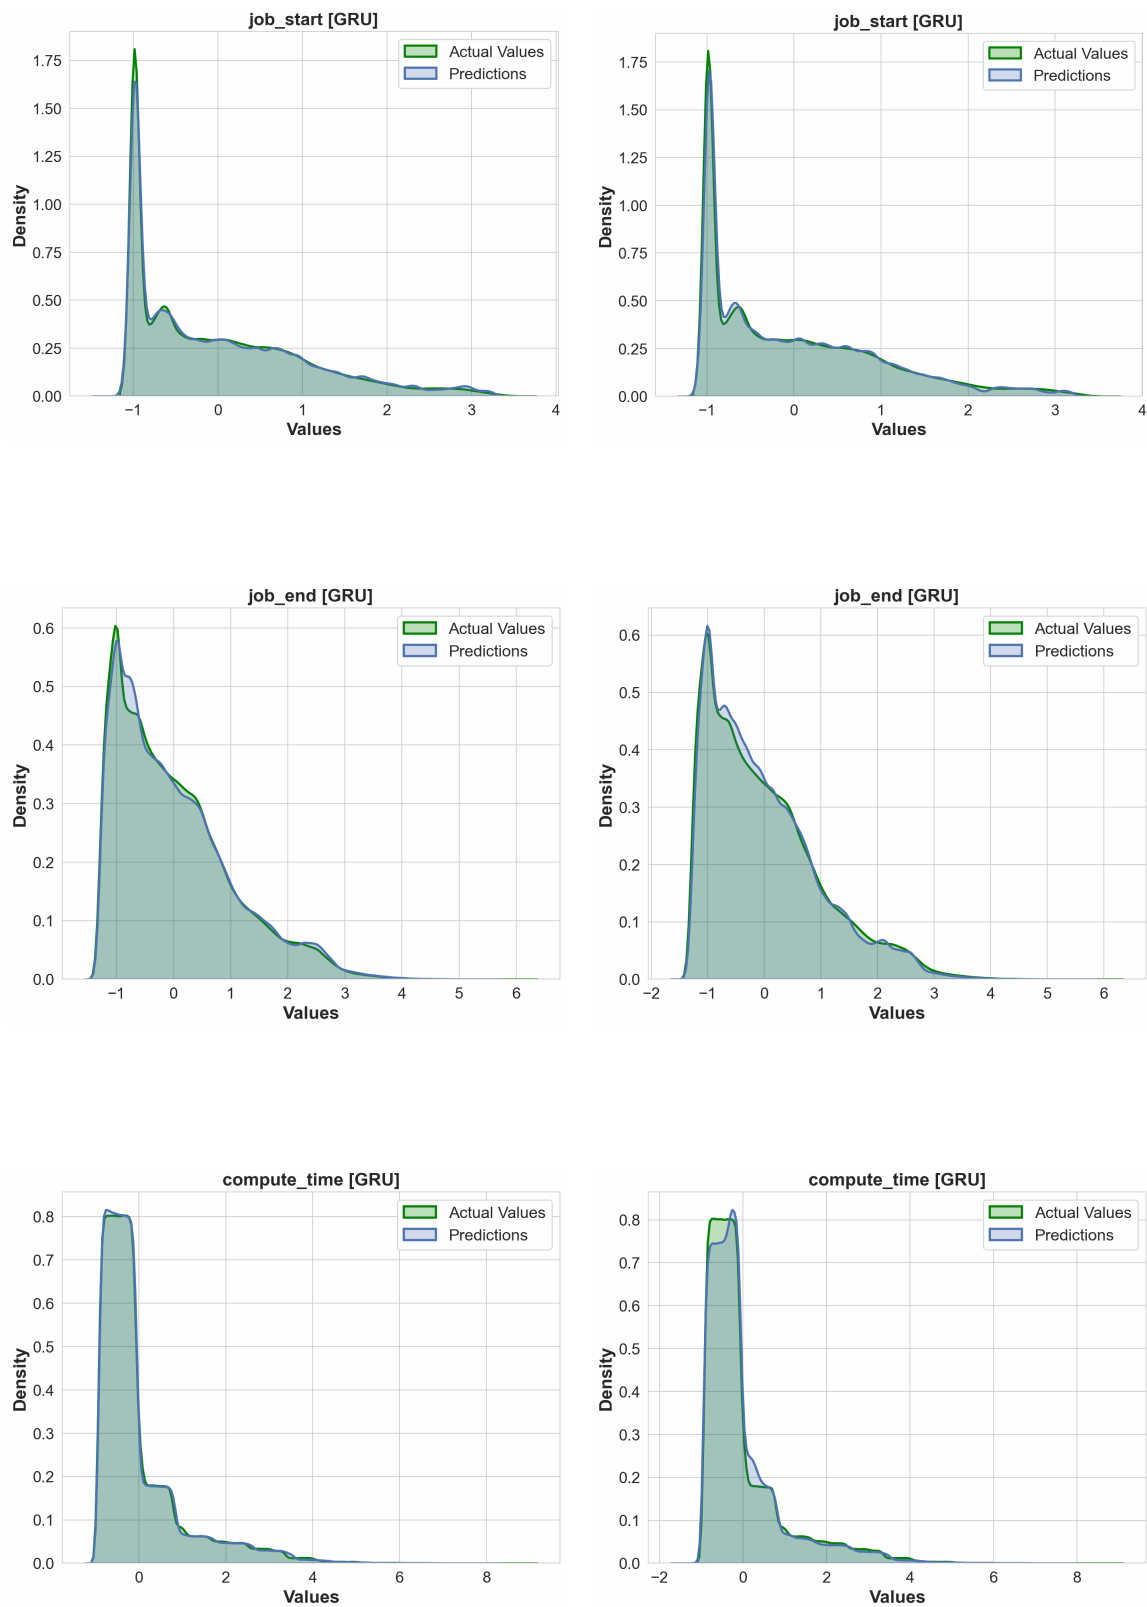 job_start [GRU]
Actual Values
Predictions
Density
1.75
1.50
1.25
1.00
0.75
0.50
0.25
0.00
−1 0 1 2 3 4
Values
job_start [GRU]
Actual Values
Predictions
Density
1.75
1.50
1.25
1.00
0.75
0.50
0.25
0.00
−1 0 1 2 3 4
Values
job_end [GRU]
Actual Values
Predictions
Density
0.6
0.5
0.4
0.3
0.2
0.1
0.0
−1 0 1 2 3 4 5 6
Values
job_end [GRU]
Actual Values
Predictions
Density
0.6
0.5
0.4
0.3
0.2
0.1
0.0
−2 −1 0 1 2 3 4 5 6
Values
compute_time [GRU]
Actual Values
Predictions
Density
0.8
0.7
0.6
0.5
0.4
0.3
0.2
0.1
0.0
0 2 4 6 8
Values
compute_time [GRU]
Actual Values
Predictions
Density
0.8
0.7
0.6
0.5
0.4
0.3
0.2
0.1
0.0
−2 0 2 4 6 8
Values